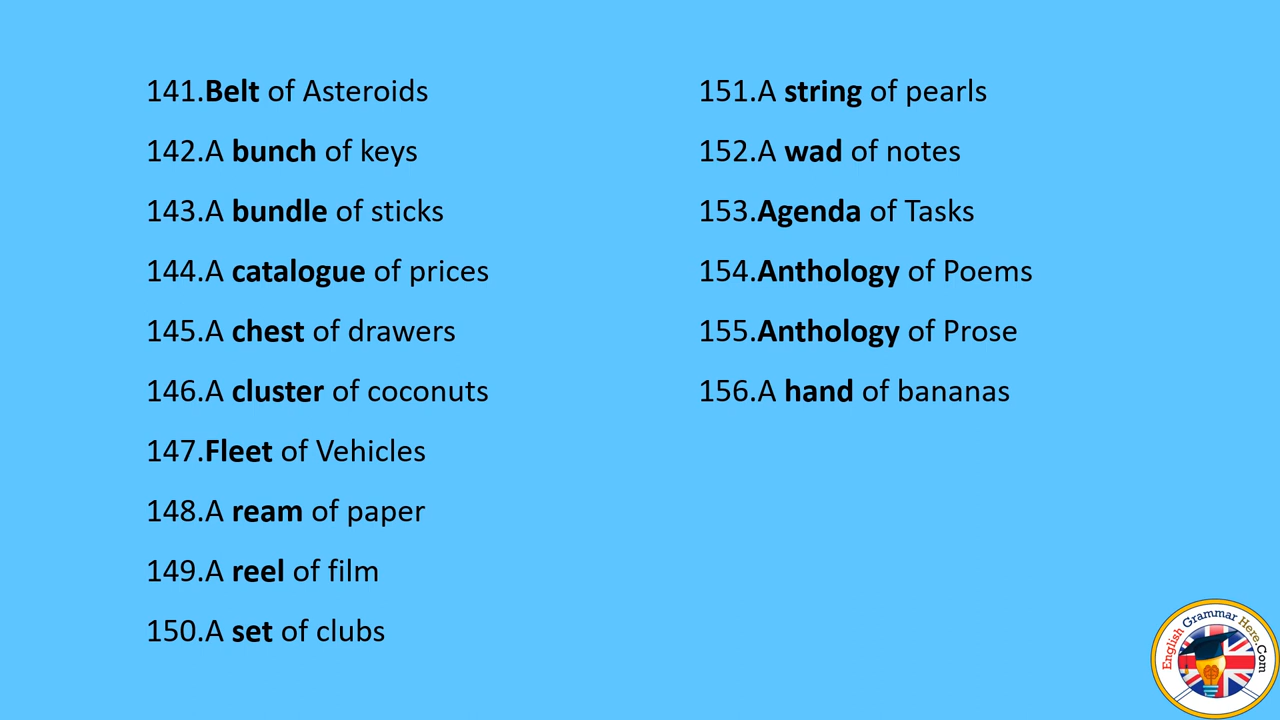 141.Belt of Asteroids
142.A bunch of keys
143.A bundle of sticks
144.A catalogue of prices
145.A chest of drawers
146.A cluster of coconuts
147.Fleet of Vehicles
148.A ream of paper
149.A reel of film
150.A set of clubs
151.A string of pearls
152.A wad of notes
153.Agenda of Tasks
154.Anthology of Poems
155.Anthology of Prose
156.A hand of bananas
English Grammar Here.Com